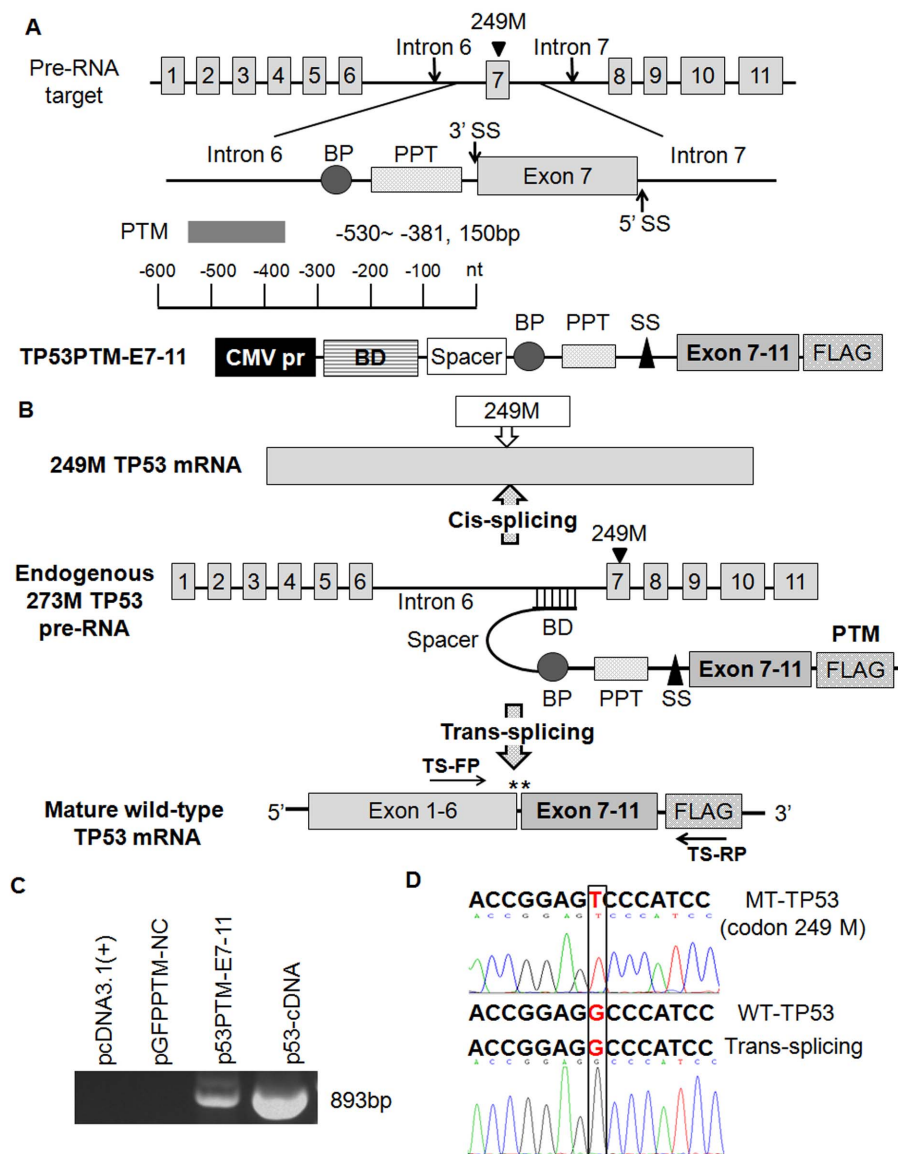 A
249M
Intron 6
Intron 7
Pre-RNA
target
1 2 3 4 5 6 7 8 9 10 11
3' SS
Intron 6
BP
PPT
Intron 7
Exon 7
5' SS
PTM
-530~ -381, 150bp
-600 -500 -400 -300 -200 -100 nt
BP PPT SS
TP53PTM-E7-11
CMV pr
BD
Spacer
Exon 7-11
FLAG
B
249M
249M TP53 mRNA
Cis-splicing
249M
Endogenous
273M TP53
pre-RNA
1 2 3 4 5 6 7 8 9 10 11
Intron 6
Spacer
BD
PTM
Exon 7-11
FLAG
BP PPT SS
Trans-splicing
TS-FP
**
Mature wild-type
TP53 mRNA
5'
Exon 1-6
Exon 7-11
FLAG
3'
TS-RP
C
pcDNA3.1(+)
pGFPPTM-NC
p53PTM-E7-11
p53-cDNA
893bp
D
ACCGGAGTCCCATCC
MT-TP53
A C C G G A G T C C C A T C C
(codon 249 M)
ACCGGAGGCCCATCC
WT-TP53
ACCGGAGGCCCATCC
Trans-splicing
A C C G G A G G C C C A T C C